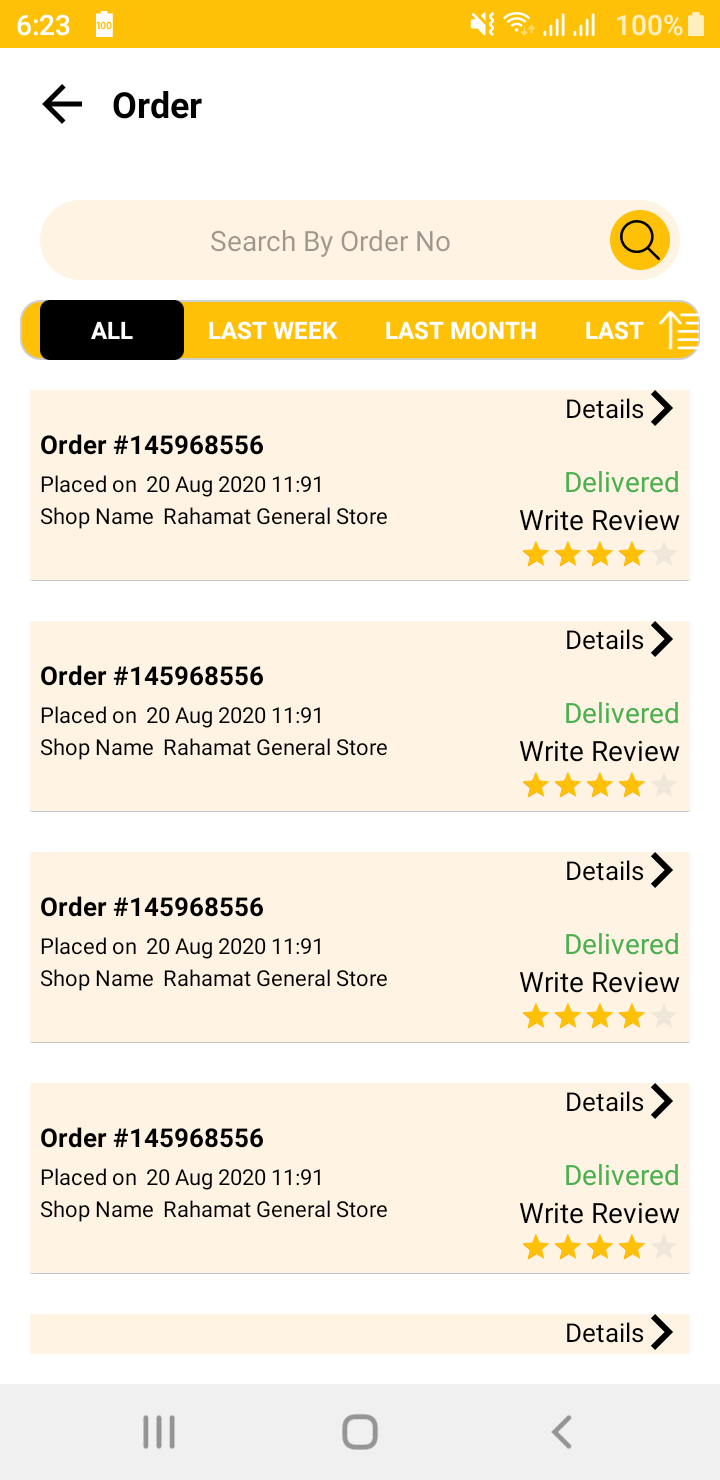 6:23 100 100%
Order
Search By Order No
ALL LAST WEEK LAST MONTH LAST
Details
Order #145968556
Placed on 20 Aug 2020 11:91
Delivered
Shop Name Rahamat General Store
Write Review
Details
Order #145968556
Placed on 20 Aug 2020 11:91
Delivered
Shop Name Rahamat General Store
Write Review
Details
Order #145968556
Placed on 20 Aug 2020 11:91
Delivered
Shop Name Rahamat General Store
Write Review
Details
Order #145968556
Placed on 20 Aug 2020 11:91
Delivered
Shop Name Rahamat General Store
Write Review
Details